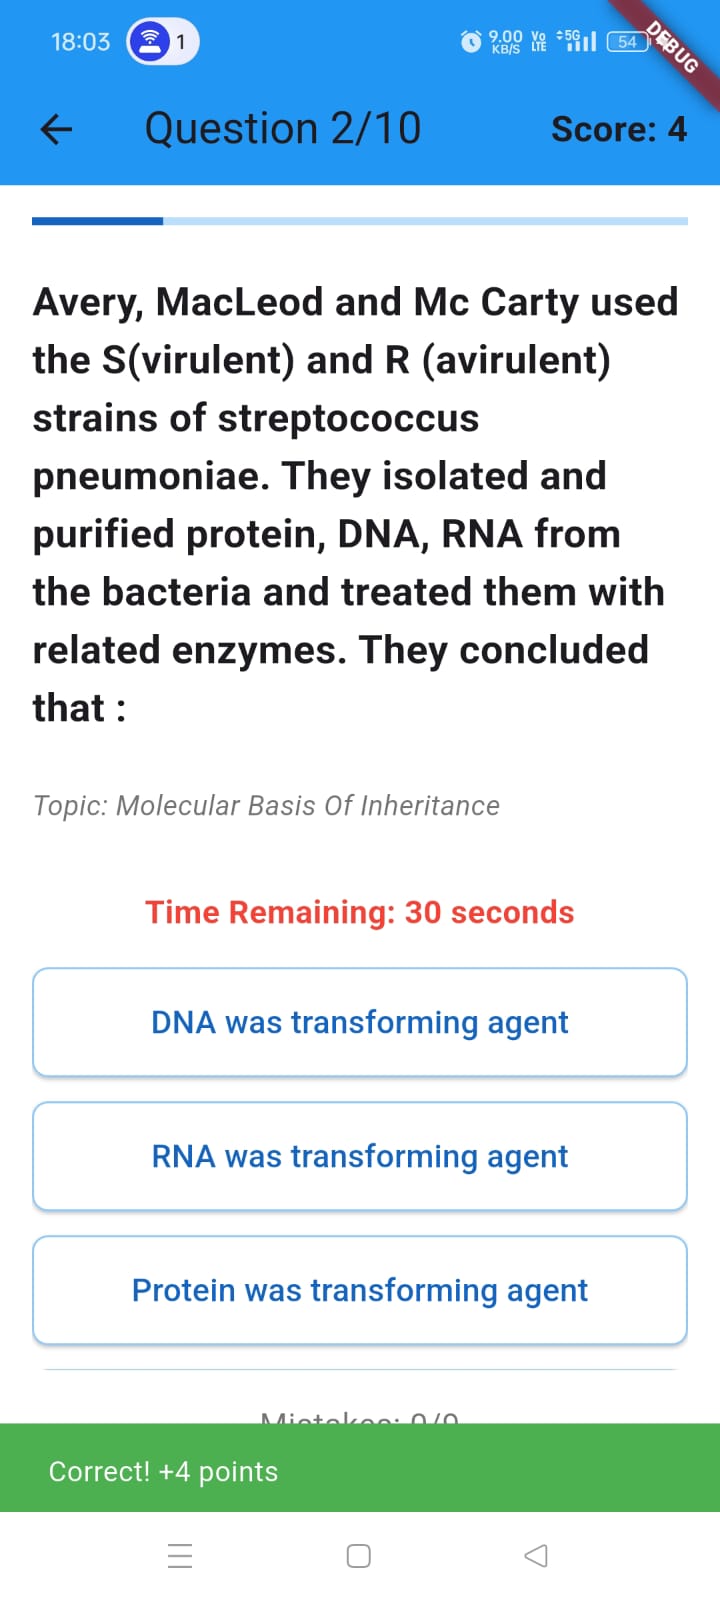 18:03 1 9.00 KB/S Vo LTE 5G 54
DEBUG
Question 2/10 Score: 4
Avery, MacLeod and Mc Carty used
the S(virulent) and R (avirulent)
strains of streptococcus
pneumoniae. They isolated and
purified protein, DNA, RNA from
the bacteria and treated them with
related enzymes. They concluded
that :
Topic: Molecular Basis Of Inheritance
Time Remaining: 30 seconds
DNA was transforming agent
RNA was transforming agent
Protein was transforming agent
Mistakes: 0/9
Correct! +4 points